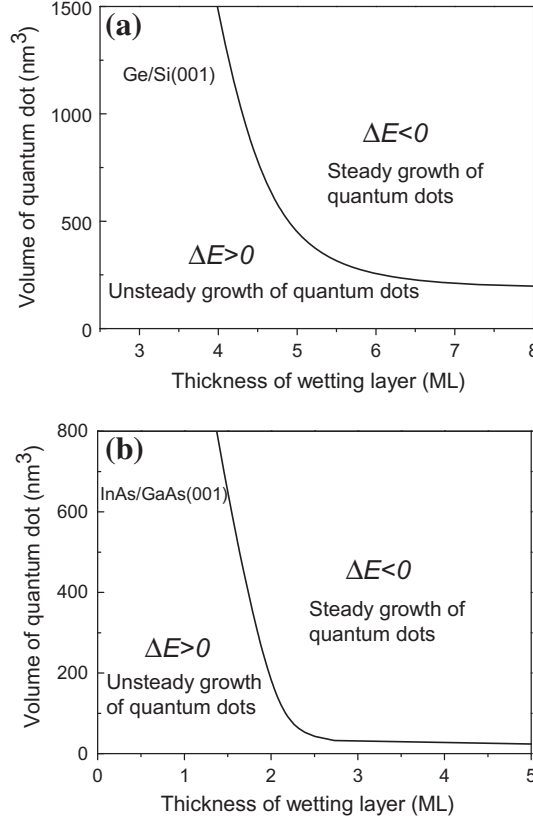 (a)
Ge/Si(001)
ΔE<0
Steady growth of
quantum dots
ΔE>0
Unsteady growth of quantum dots
Volume of quantum dot (nm³)
1500
1000
500
0
3 4 5 6 7 8
Thickness of wetting layer (ML)
(b)
InAs/GaAs(001)
ΔE<0
Steady growth of
quantum dots
ΔE>0
Unsteady growth
of quantum dots
Volume of quantum dot (nm³)
800
600
400
200
0
0 1 2 3 4 5
Thickness of wetting layer (ML)